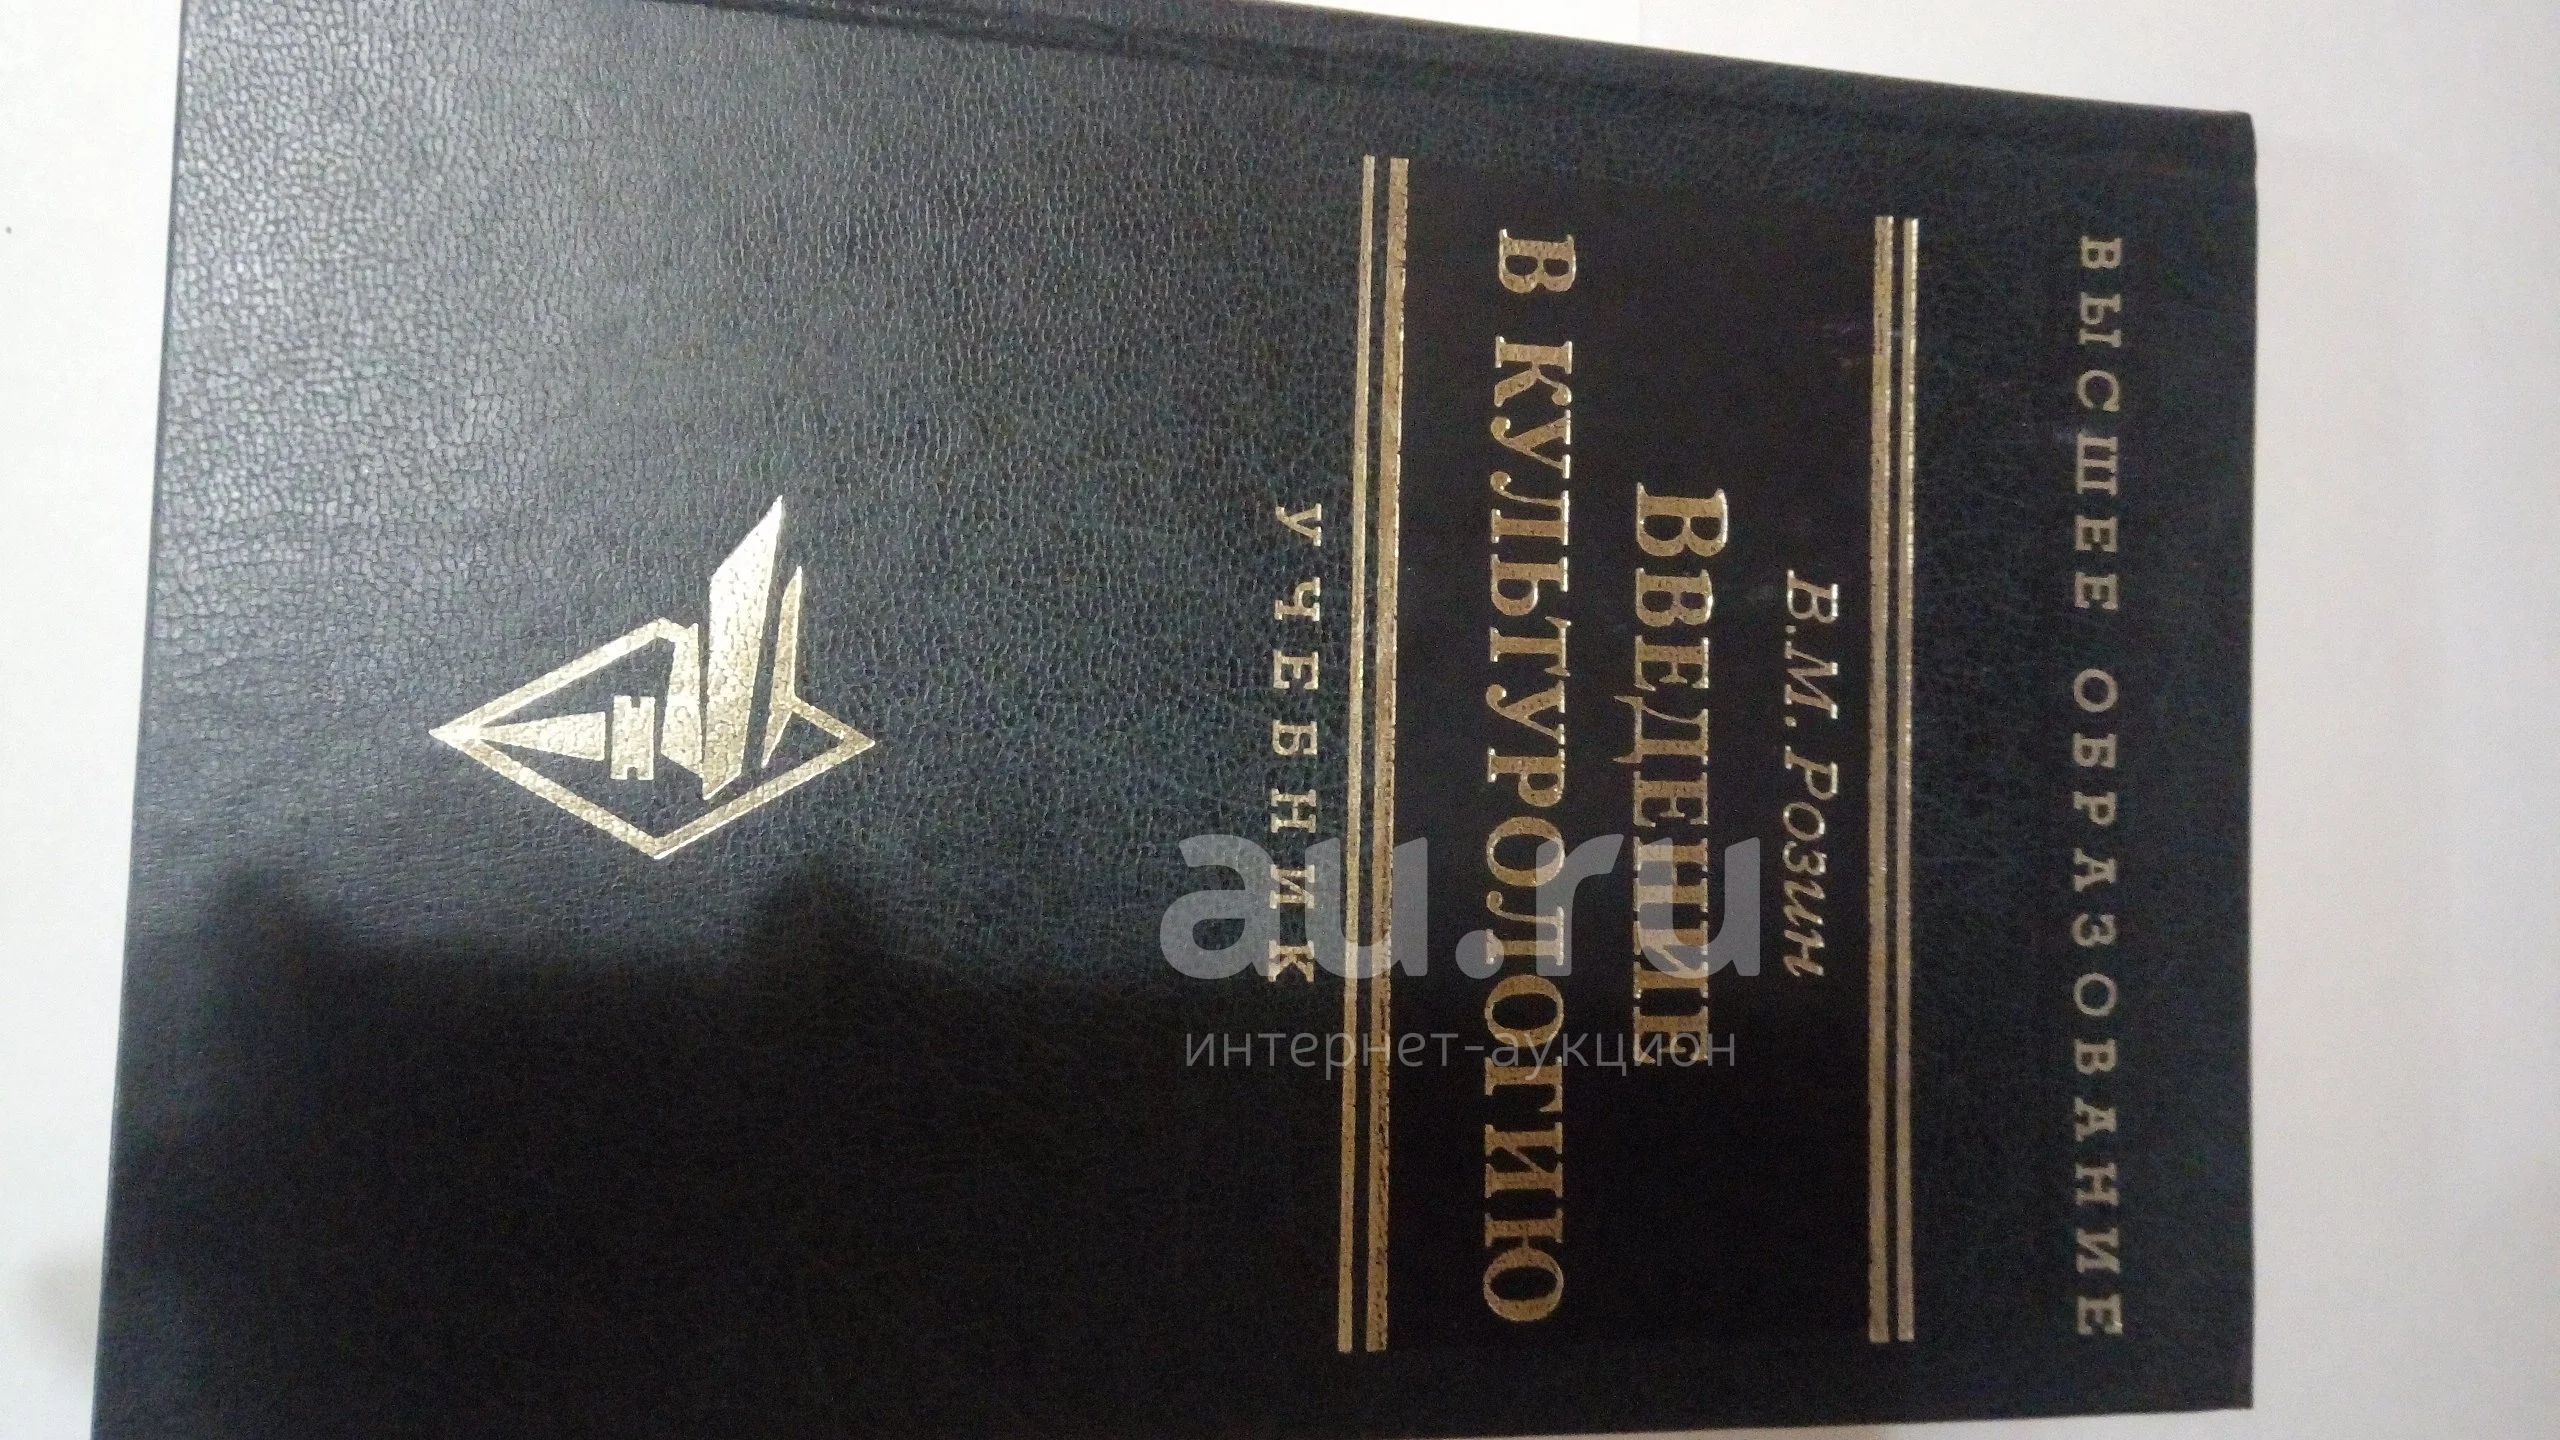 ВЫСШЕЕ ОБРАЗОВАНИЕ
В.М. Розин
ВВЕДЕНИЕ
В КУЛЬТУРОЛОГИЮ
УЧЕБНИК
au.ru
интернет-аукцион